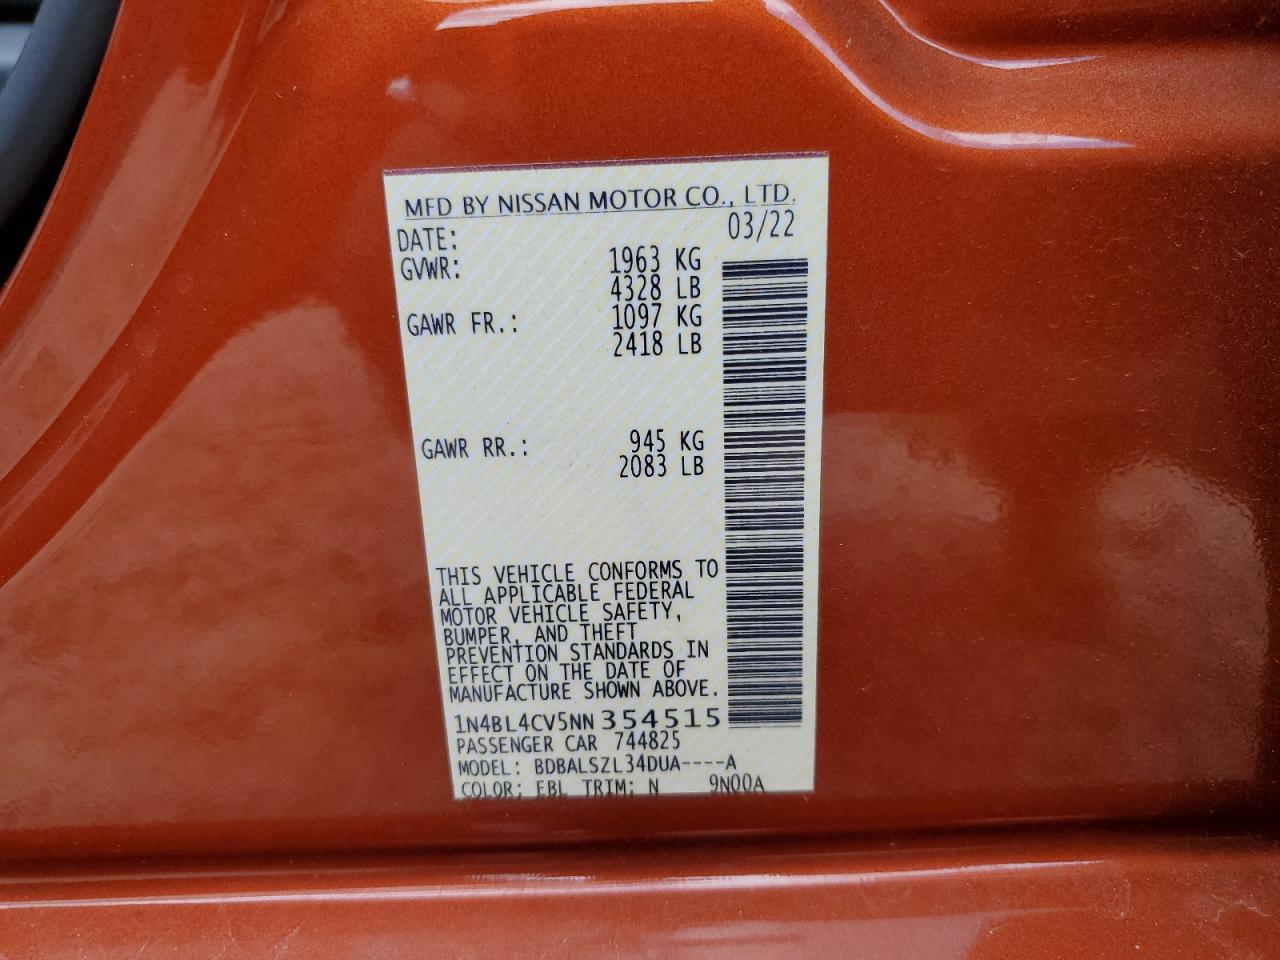 MFD BY NISSAN MOTOR CO., LTD.
DATE: 03/22
GVWR: 1963 KG
4328 LB
GAWR FR.: 1097 KG
2418 LB
GAWR RR.: 945 KG
2083 LB
THIS VEHICLE CONFORMS TO
ALL APPLICABLE FEDERAL
MOTOR VEHICLE SAFETY,
BUMPER, AND THEFT
PREVENTION STANDARDS IN
EFFECT ON THE DATE OF
MANUFACTURE SHOWN ABOVE.
1N4BL4CV5NN354515
PASSENGER CAR 744825
MODEL: BDBALSZL34DUA----A
COLOR: EBL TRIM: N 9N00A